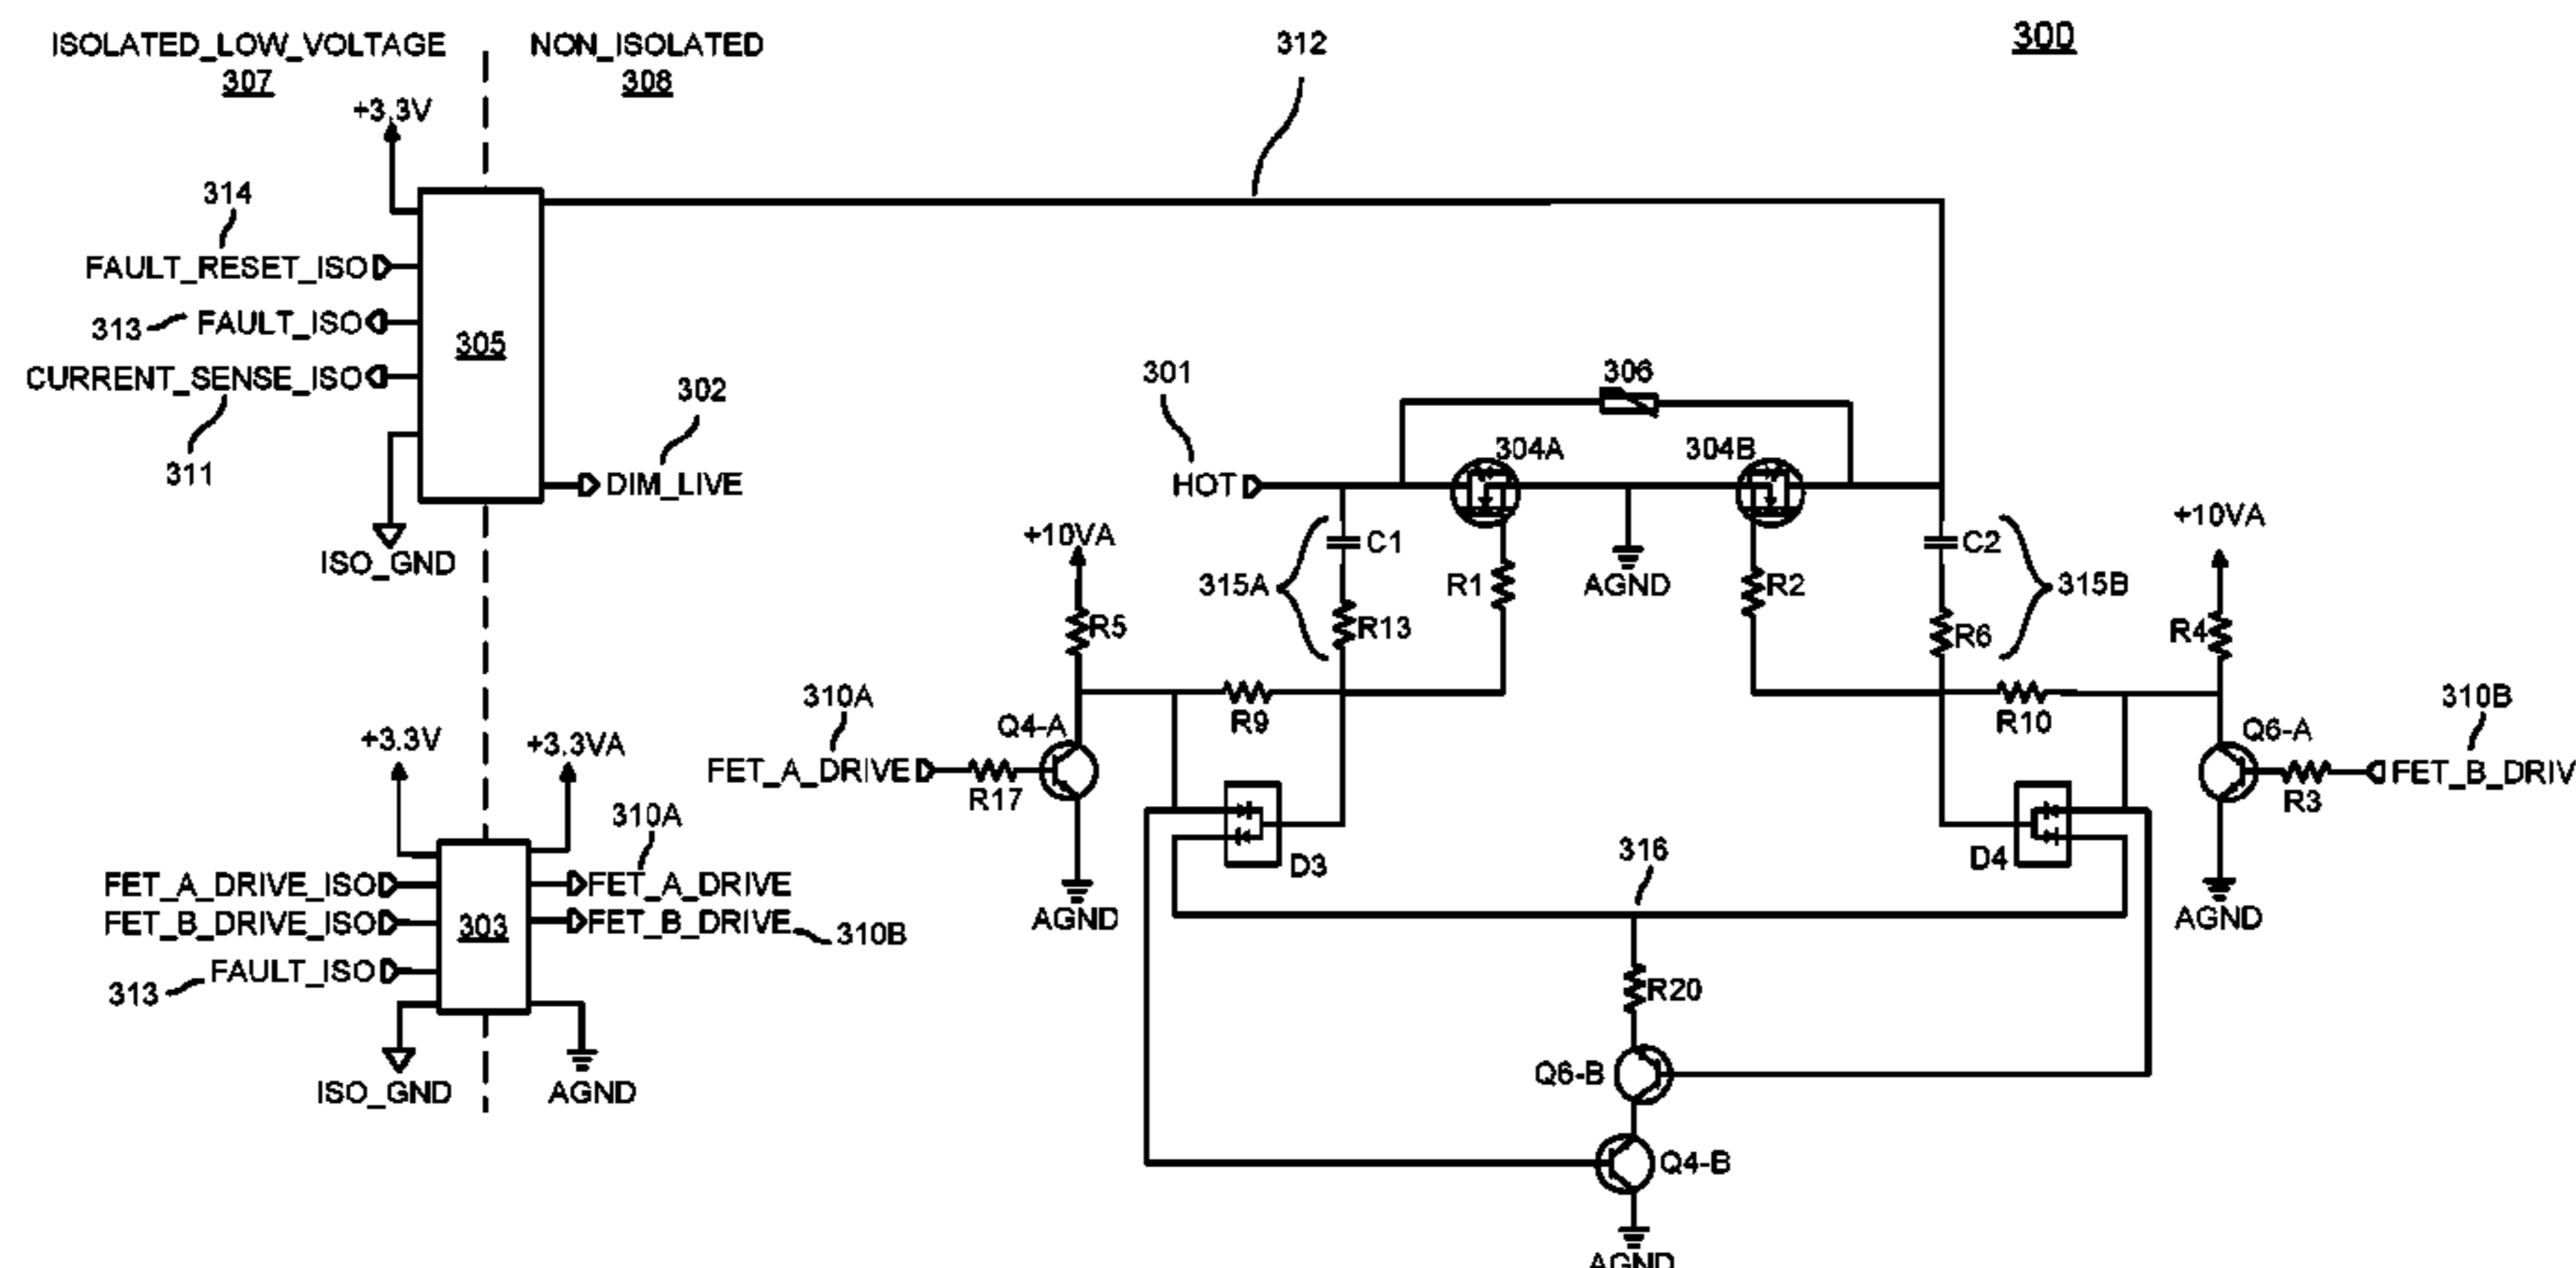 ISOLATED_LOW_VOLTAGE
307
NON_ISOLATED
308
312
300
+3.3V
314
FAULT_RESET_ISO
313
FAULT_ISO
CURRENT_SENSE_ISO
311
305
302
DIM_LIVE
ISO_GND
301
HOT
306
304A
304B
+10VA
C1
315A
R13
R1
AGND
R2
C2
R6
315B
+10VA
R5
R4
310A
FET_A_DRIVE
R17
Q4-A
R9
R10
Q6-A
310B
FET_B_DRIV
R3
AGND
D3
D4
AGND
316
R20
Q6-B
Q4-B
AGND
+3.3V
+3.3VA
310A
FET_A_DRIVE_ISO
FET_A_DRIVE
FET_B_DRIVE_ISO
303
FET_B_DRIVE
310B
313
FAULT_ISO
ISO_GND
AGND